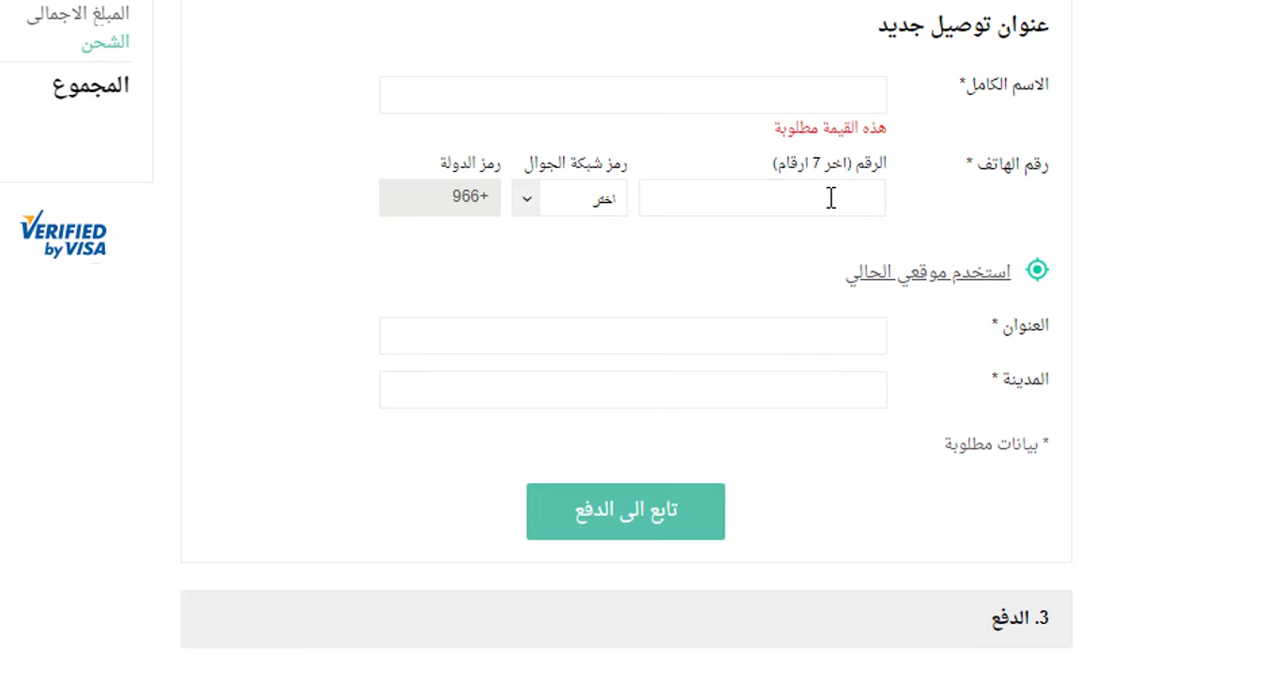 عنوان توصيل جديد
الاسم الكامل*
هذه القيمة مطلوبة
رقم الهاتف *
الرقم (اخر 7 ارقام)
رمز شبكة الجوال
رمز الدولة
اختر
966+
استخدم موقعي الحالي
العنوان *
المدينة *
* بيانات مطلوبة
تابع الى الدفع
3. الدفع
المبلغ الاجمالى
الشحن
المجموع
VERIFIED
by VISA